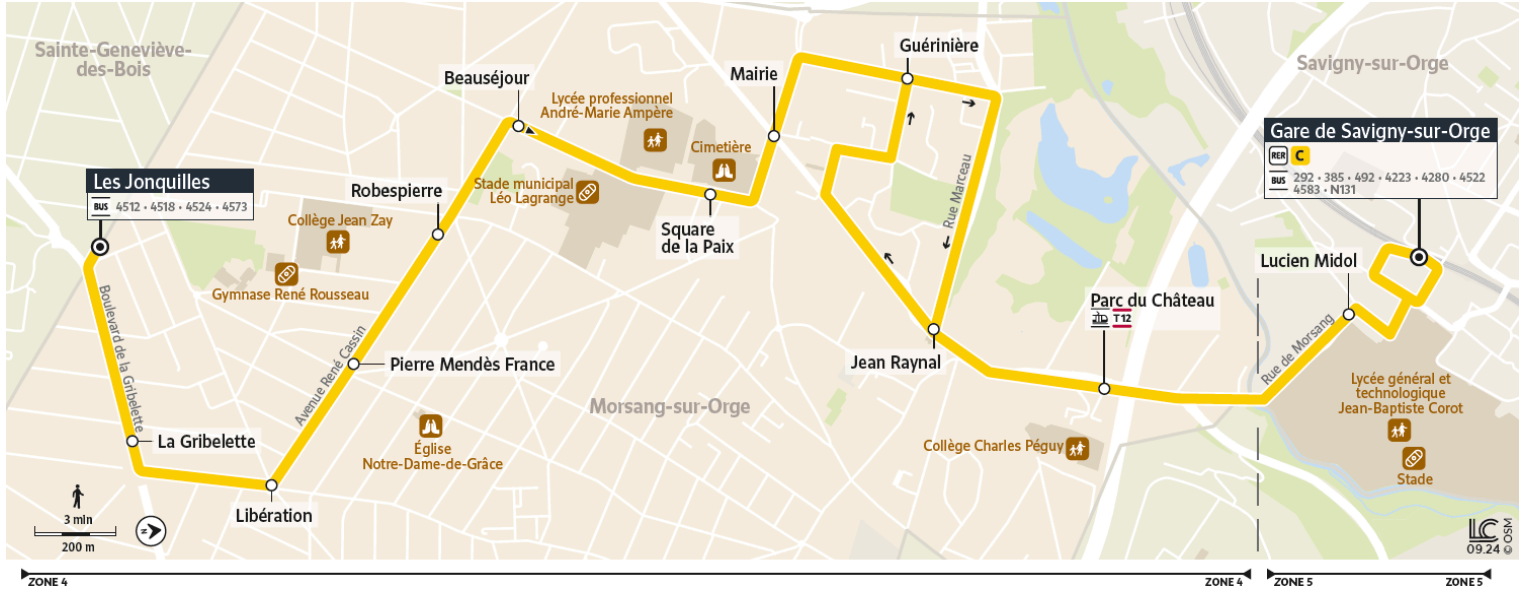 Sainte-Geneviève-
des-Bois
Savigny-sur-Orge
Guérinière
Beauséjour
Mairie
Lycée professionnel
André-Marie Ampère
Cimetière
Gare de Savigny-sur-Orge
RER C
BUS 292 • 385 • 492 • 4223 • 4280 • 4522
4583 • N131
Les Jonquilles
BUS 4512 • 4518 • 4524 • 4573
Robespierre
Stade municipal
Léo Lagrange
Collège Jean Zay
Rue Marceau
Square
de la Paix
Gymnase René Rousseau
Lucien Midol
Parc du Château
T12
Boulevard de la Gribelette
Avenue René Cassin
Rue de Morsang
Pierre Mendès France
Jean Raynal
Lycée général et
technologique
Jean-Baptiste Corot
Morsang-sur-Orge
La Gribelette
Église
Notre-Dame-de-Grâce
Collège Charles Péguy
Stade
Libération
3 min
200 m
N
LC
09.24 © OSM
ZONE 4
ZONE 4
ZONE 5
ZONE 5